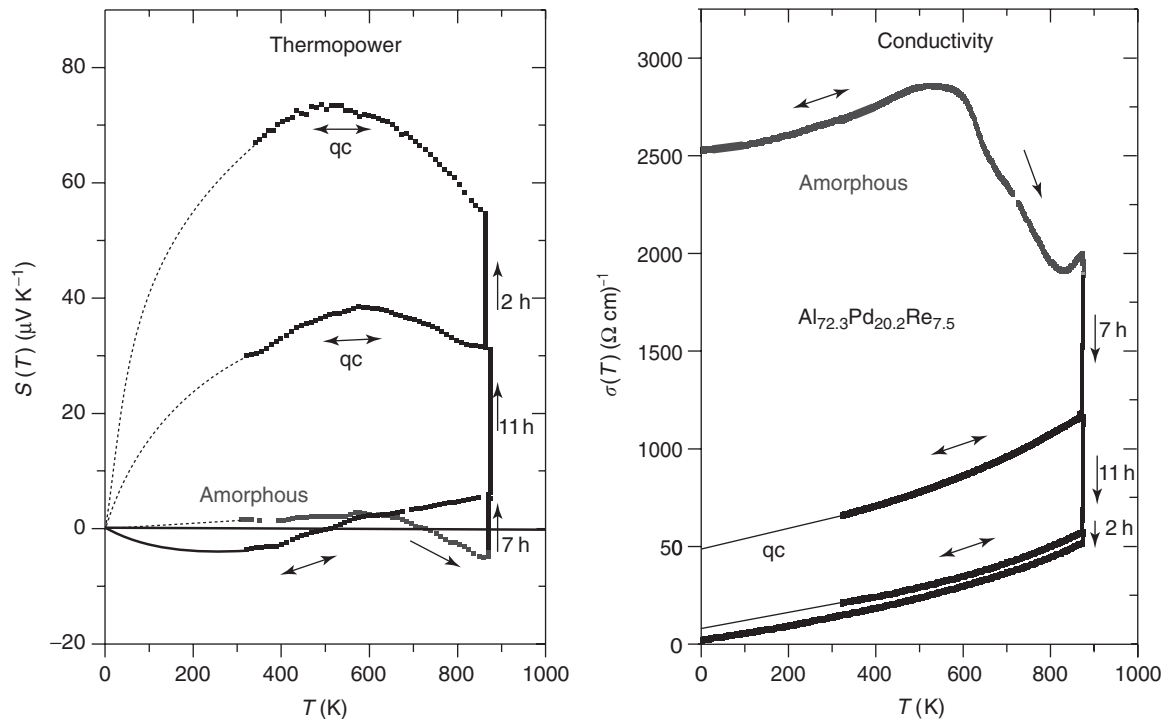 Thermopower
80
60
40
20
0
−20
S (T) (μV K⁻¹)
qc
qc
Amorphous
2 h
11 h
7 h
0
200
400
600
800
1000
T (K)
Conductivity
3000
2500
2000
1500
1000
50
0
σ(T) (Ω cm)⁻¹
Amorphous
Al₇₂.₃Pd₂₀.₂Re₇.₅
7 h
11 h
2 h
qc
0
200
400
600
800
1000
T (K)